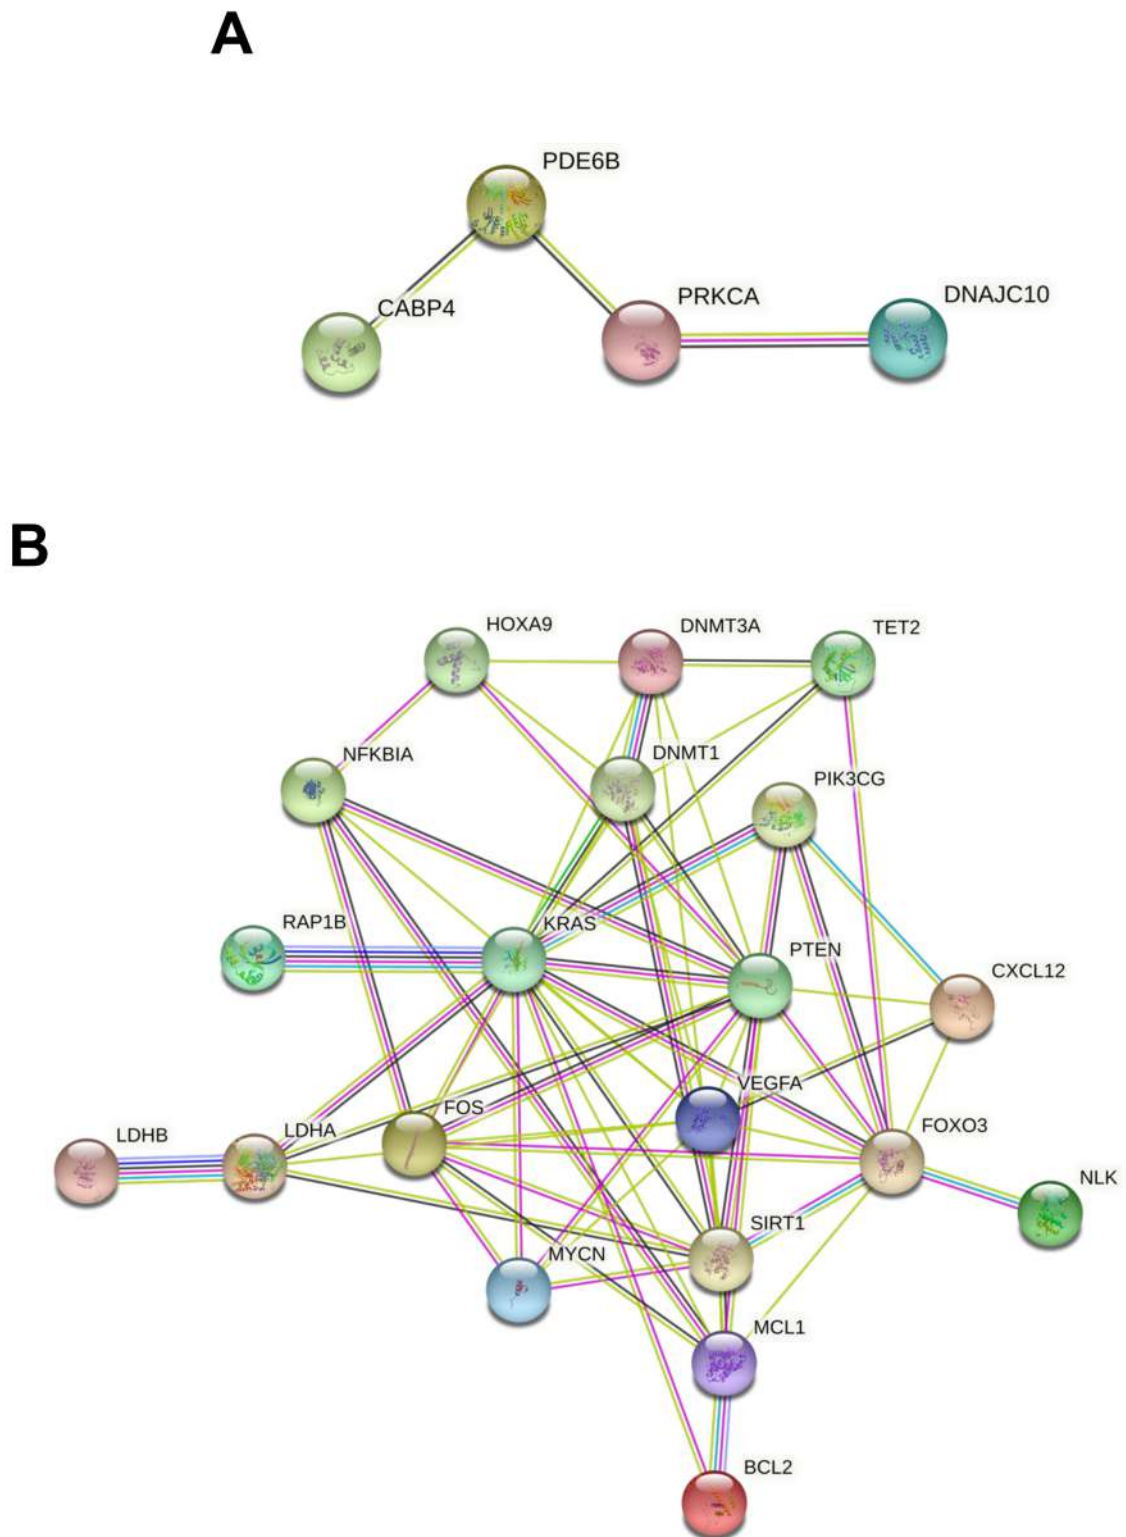 A
PDE6B
CABP4
PRKCA
DNAJC10
B
HOXA9
DNMT3A
TET2
NFKBIA
DNMT1
PIK3CG
RAP1B
KRAS
PTEN
CXCL12
VEGFA
FOS
LDHB
LDHA
FOXO3
NLK
SIRT1
MYCN
MCL1
BCL2